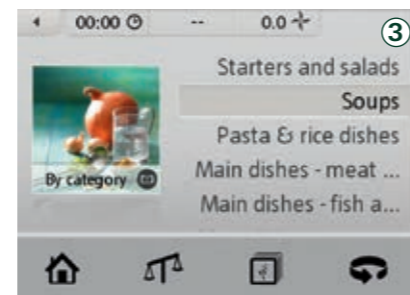 00:00 -- 0.0
3
Starters and salads
Soups
Pasta & rice dishes
Main dishes - meat ...
Main dishes - fish a...
By category